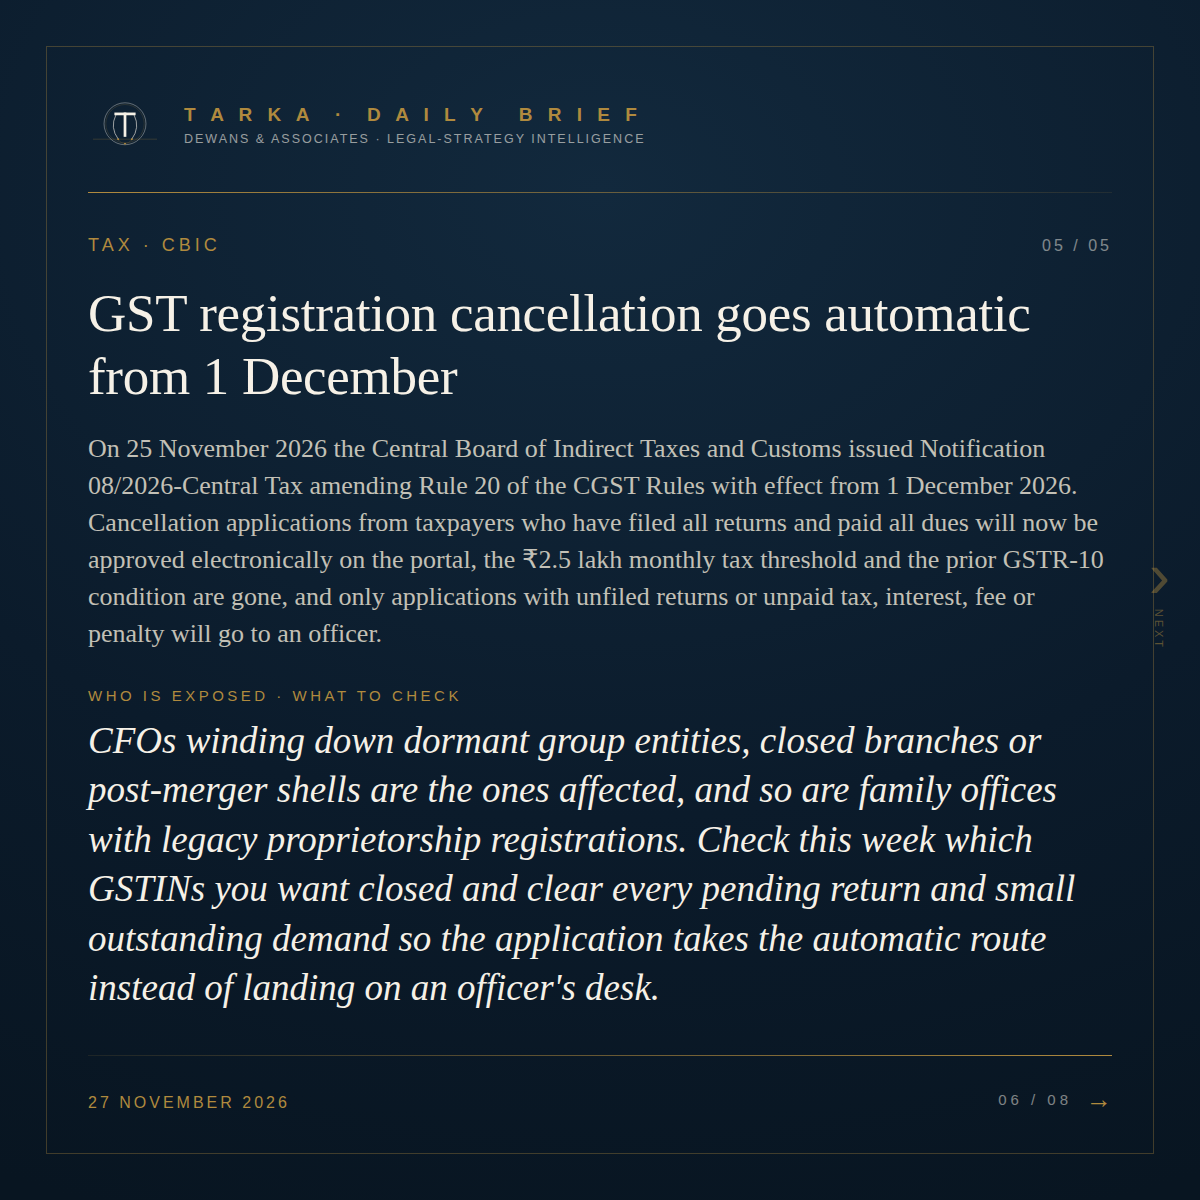 T
TARKA · DAILY BRIEF
DEWANS & ASSOCIATES · LEGAL-STRATEGY INTELLIGENCE
TAX · CBIC
05 / 05
GST registration cancellation goes automatic
from 1 December
On 25 November 2026 the Central Board of Indirect Taxes and Customs issued Notification
08/2026-Central Tax amending Rule 20 of the CGST Rules with effect from 1 December 2026.
Cancellation applications from taxpayers who have filed all returns and paid all dues will now be
approved electronically on the portal, the ₹2.5 lakh monthly tax threshold and the prior GSTR-10
condition are gone, and only applications with unfiled returns or unpaid tax, interest, fee or
penalty will go to an officer.
WHO IS EXPOSED · WHAT TO CHECK
CFOs winding down dormant group entities, closed branches or
post-merger shells are the ones affected, and so are family offices
with legacy proprietorship registrations. Check this week which
GSTINs you want closed and clear every pending return and small
outstanding demand so the application takes the automatic route
instead of landing on an officer's desk.
› NEXT
27 NOVEMBER 2026
06 / 08 →